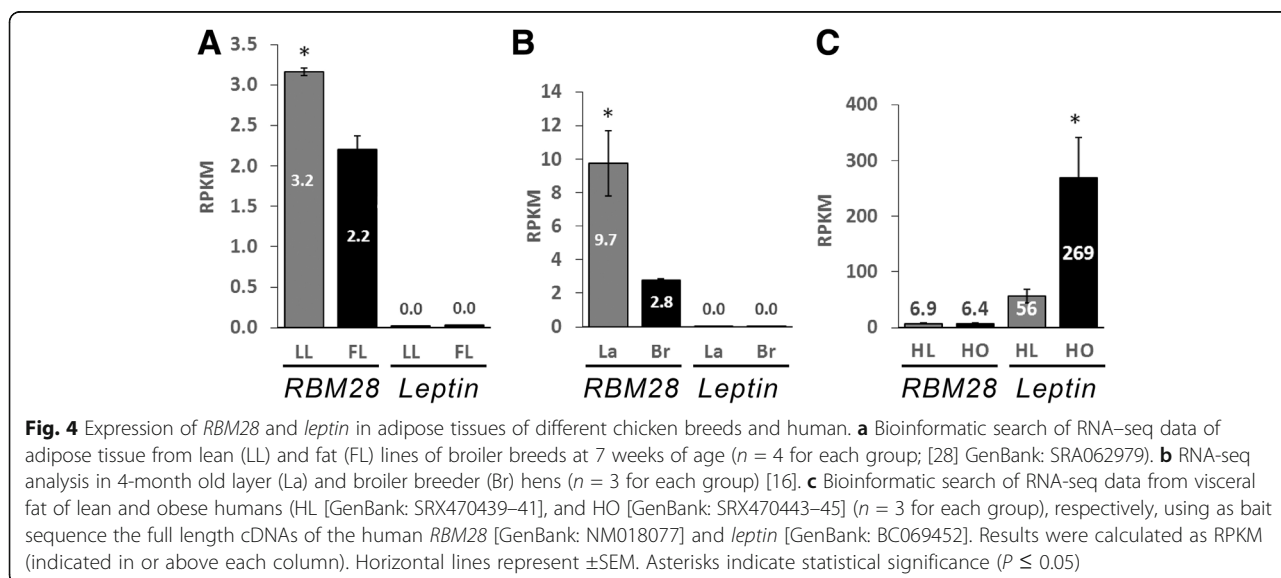 A
B
C
3.5
3.0
2.5
2.0
1.5
1.0
0.5
0.0
RPKM
*
3.2
2.2
0.0
0.0
LL FL LL FL
RBM28 Leptin
14
12
10
8
6
4
2
0
RPKM
*
9.7
2.8
0.0
0.0
La Br La Br
RBM28 Leptin
400
300
200
100
0
RPKM
6.9
6.4
56
*
269
HL HO HL HO
RBM28 Leptin
Fig. 4 Expression of RBM28 and leptin in adipose tissues of different chicken breeds and human. a Bioinformatic search of RNA–seq data of
adipose tissue from lean (LL) and fat (FL) lines of broiler breeds at 7 weeks of age (n = 4 for each group; [28] GenBank: SRA062979). b RNA-seq
analysis in 4-month old layer (La) and broiler breeder (Br) hens (n = 3 for each group) [16]. c Bioinformatic search of RNA-seq data from visceral
fat of lean and obese humans (HL [GenBank: SRX470439–41], and HO [GenBank: SRX470443–45] (n = 3 for each group), respectively, using as bait
sequence the full length cDNAs of the human RBM28 [GenBank: NM018077] and leptin [GenBank: BC069452]. Results were calculated as RPKM
(indicated in or above each column). Horizontal lines represent ±SEM. Asterisks indicate statistical significance (P ≤ 0.05)